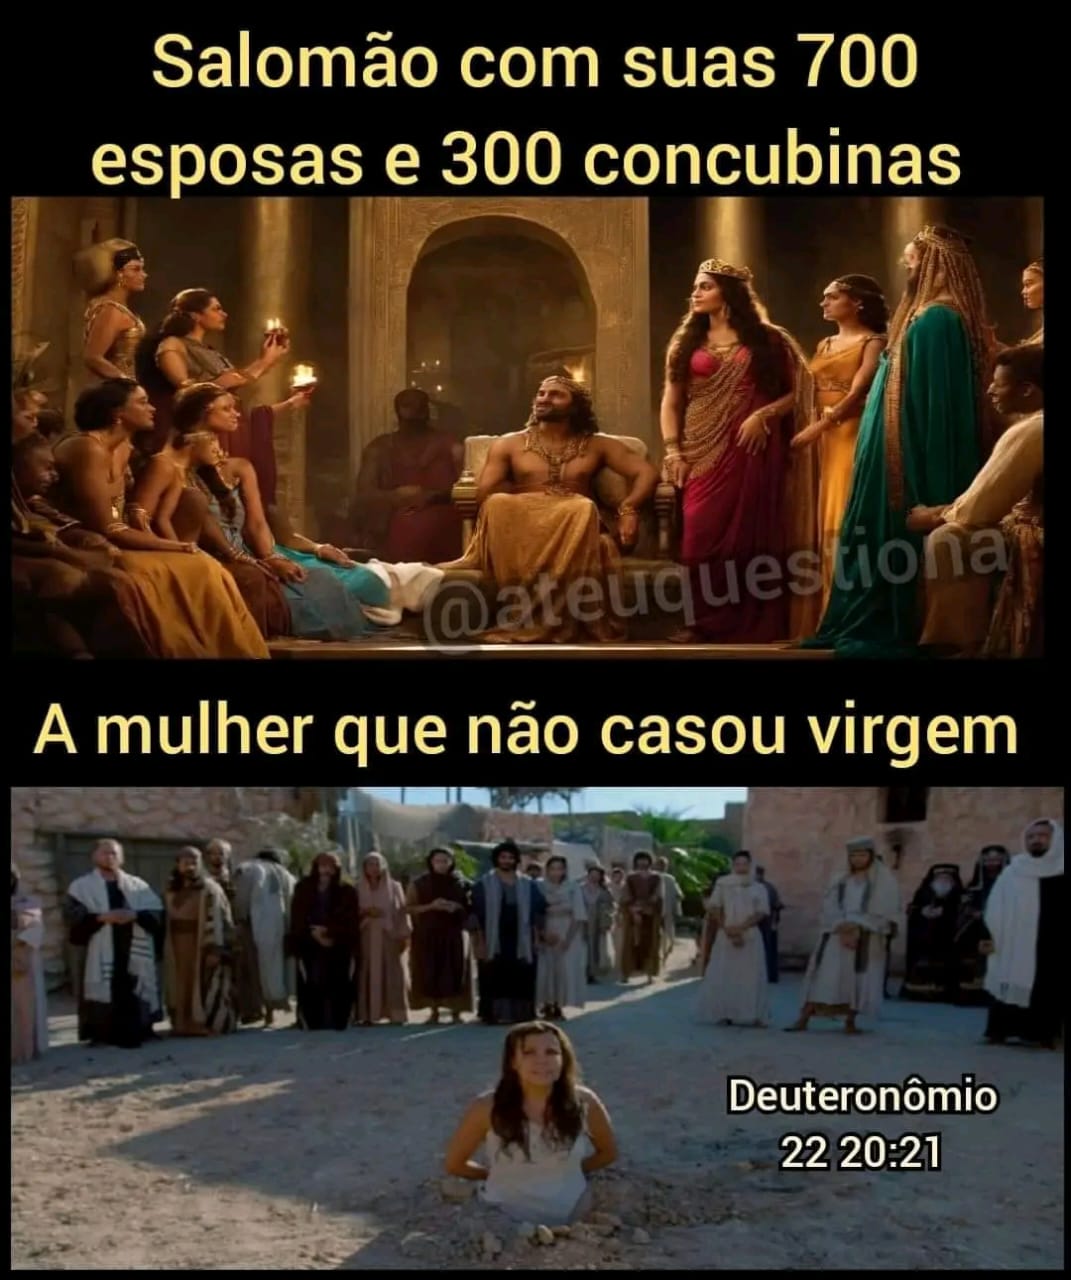 Salomão com suas 700
esposas e 300 concubinas
@ateuquestiona
A mulher que não casou virgem
Deuteronômio
22 20:21